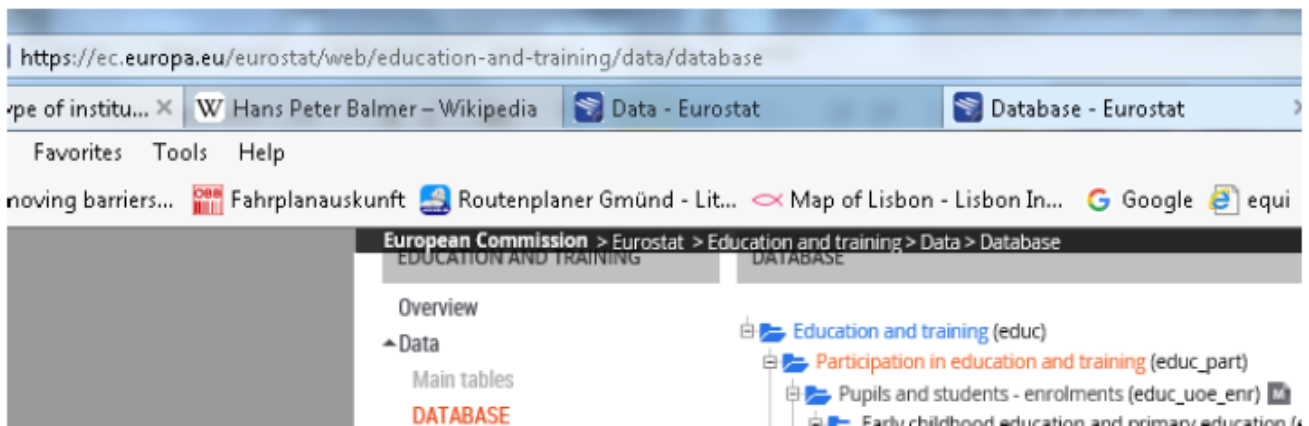 https://ec.europa.eu/eurostat/web/education-and-training/data/database
ype of institu... × W Hans Peter Balmer – Wikipedia Data - Eurostat Database - Eurostat
Favorites Tools Help
noving barriers... ÖBB Fahrplanauskunft Routenplaner Gmünd - Lit... Map of Lisbon - Lisbon In... G Google equi
European Commission > Eurostat > Education and training > Data > Database
EDUCATION AND TRAINING DATABASE
Overview
Education and training (educ)
Data
Participation in education and training (educ_part)
Main tables
Pupils and students - enrolments (educ_uoe_enr) M
DATABASE
Early childhood education and primary education (e